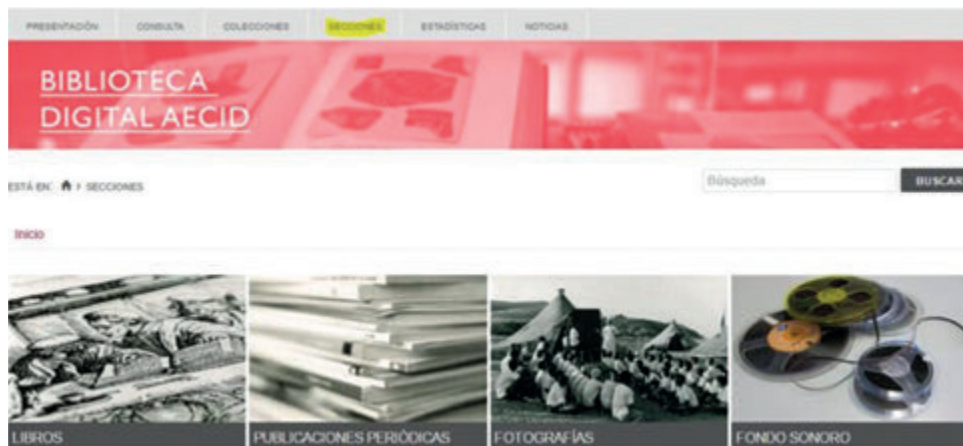 PRESENTACIÓN CONSULTA COLECCIONES SECCIONES ESTADÍSTICAS NOTICIAS
BIBLIOTECA
DIGITAL AECID
ESTÁ EN: > SECCIONES
Búsqueda BUSCAR
Inicio
LIBROS PUBLICACIONES PERIÓDICAS FOTOGRAFÍAS FONDO SONORO